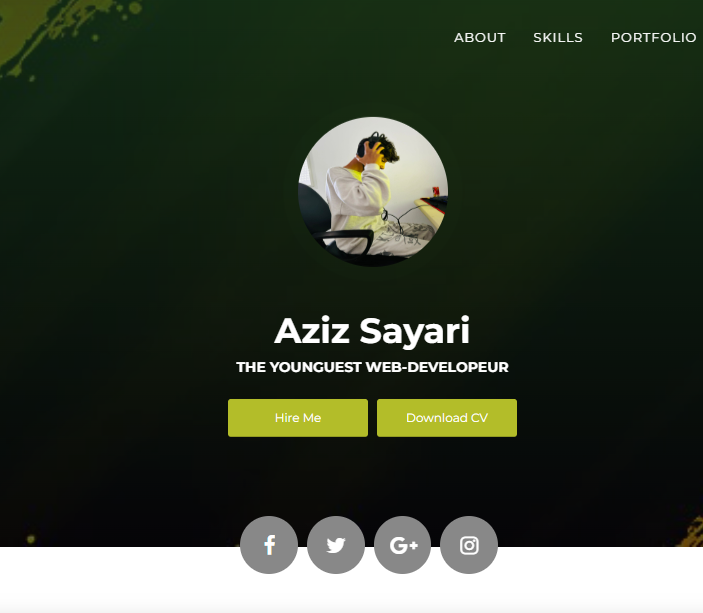 ABOUT SKILLS PORTFOLIO
Aziz Sayari
THE YOUNGUEST WEB-DEVELOPEUR
Hire Me Download CV